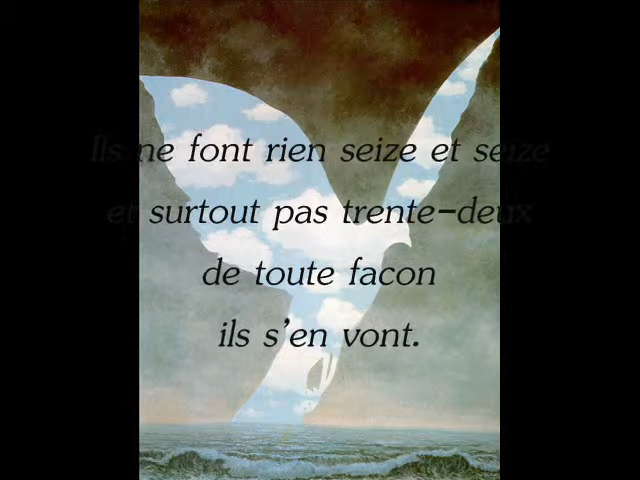 Ils ne font rien seize et seize
et surtout pas trente-deux
de toute facon
ils s'en vont.